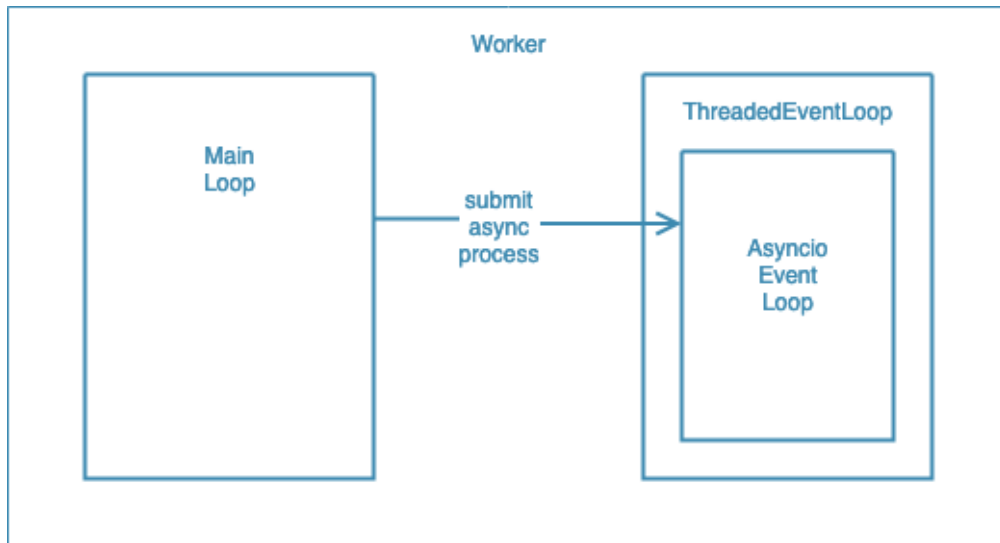 Worker
Main
Loop
submit
async
process
ThreadedEventLoop
Asyncio
Event
Loop